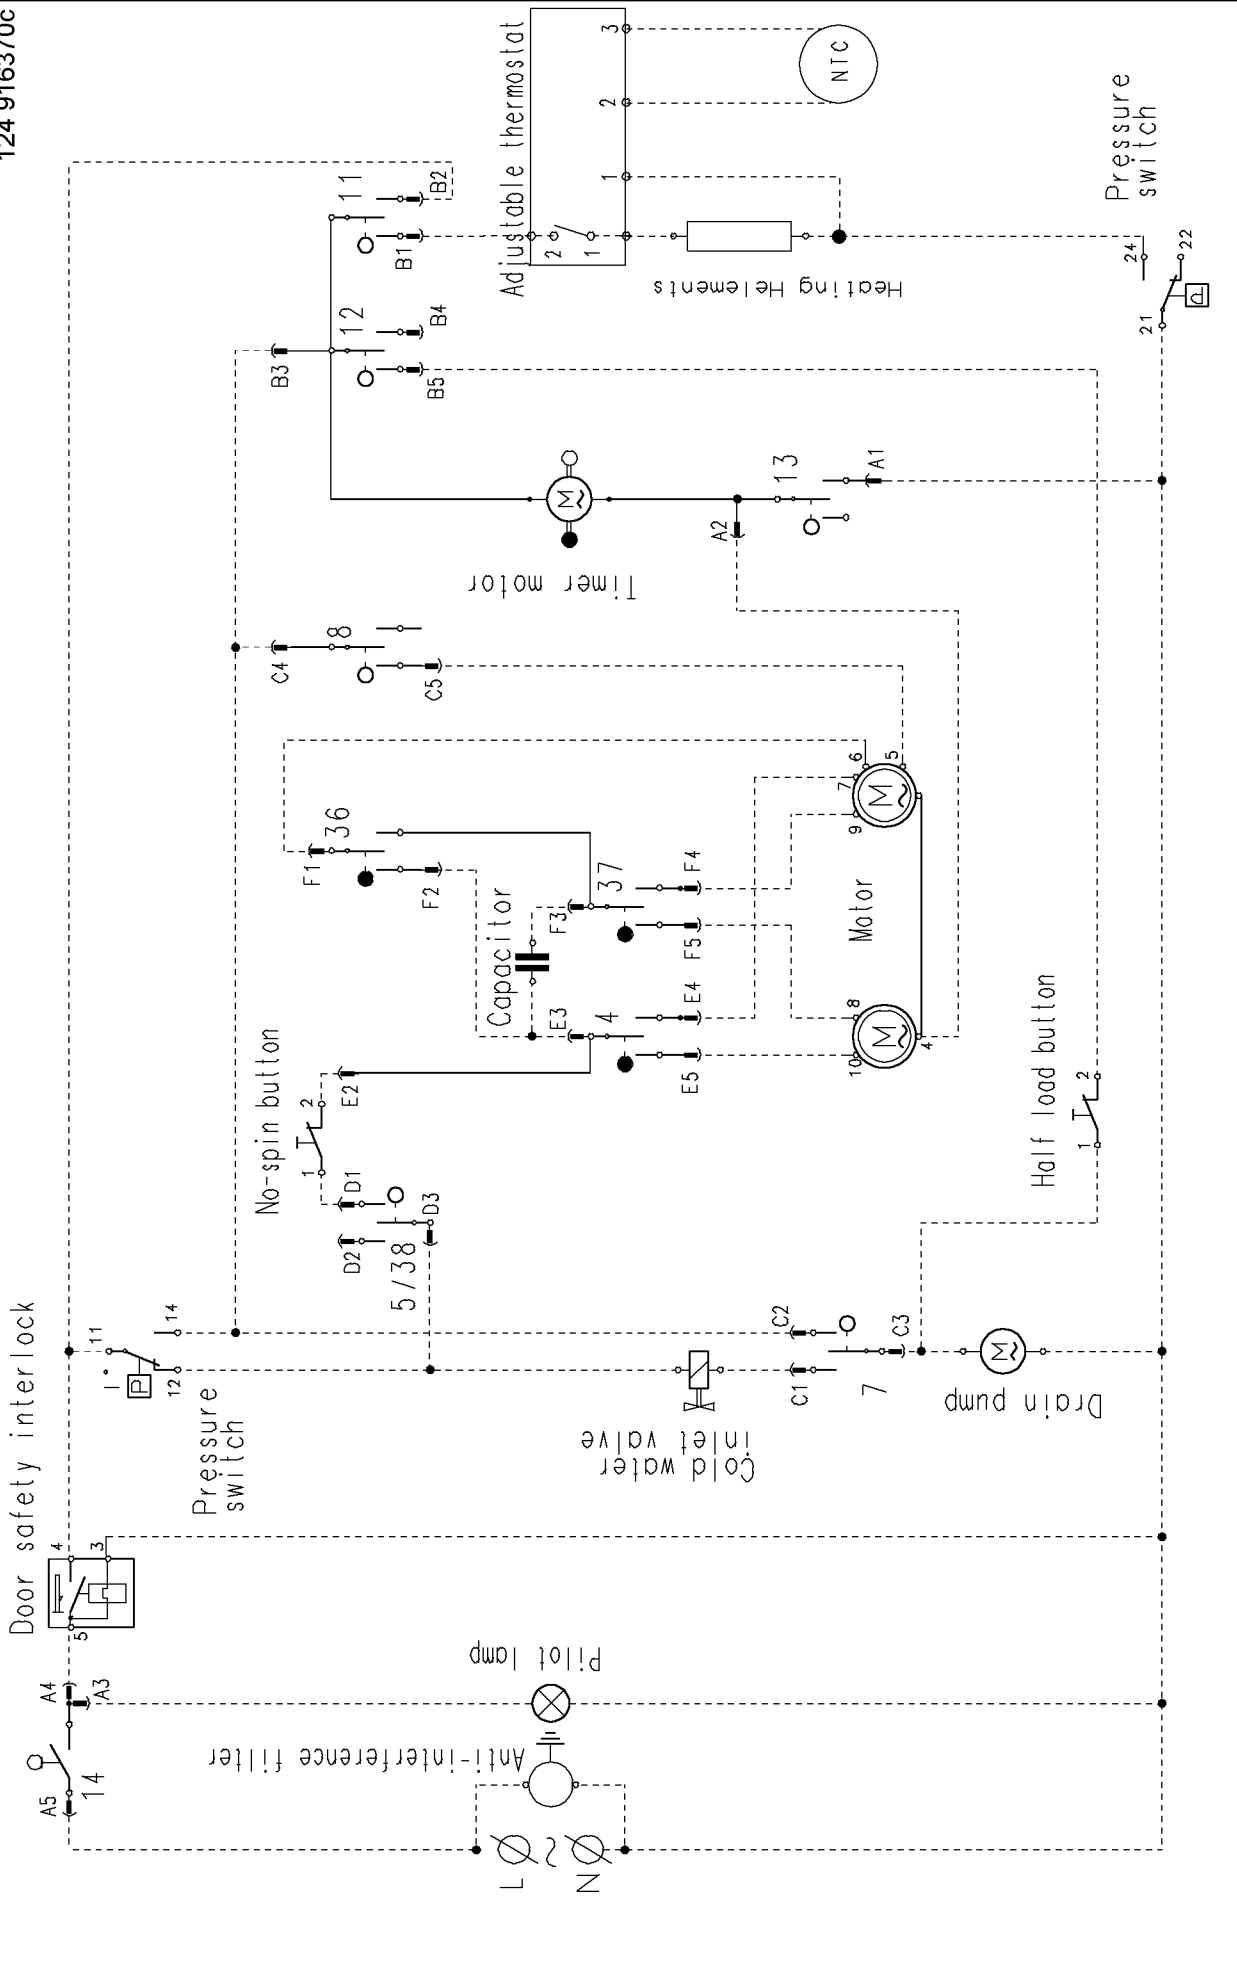 124 916370c
Door safety interlock
Adjustable thermostat
NTC
Pressure
switch
Heating Helements
Timer motor
No-spin button
Capacitor
Motor
Half load button
Pressure
switch
Cold water
inlet valve
Drain pump
Pilot lamp
Anti-interference filter
L
N
A5
14
A4
A3
5
4
3
11
I
P
12
14
D2
D1
5/38
D3
1
2
E2
C1
C2
7
C3
M
E3
4
E5
E4
F3
37
F5
F4
F1
36
F2
10
8
M
4
9
7
6
5
M
C4
8
C5
M
A2
13
A1
B3
12
B5
B4
11
B1
B2
2
1
1
2
3
1
2
21
24
22
P